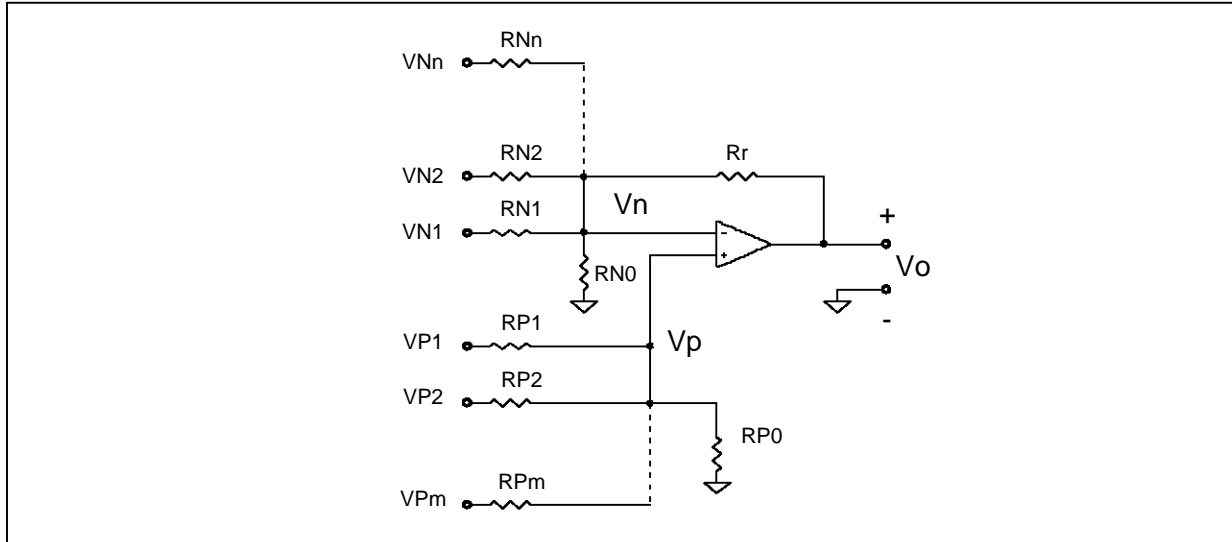 RNn
VNn
RN2
Rr
VN2
RN1
Vn
VN1
-
+
+
RN0
Vo
-
RP1
VP1
Vp
RP2
VP2
RP0
RPm
VPm